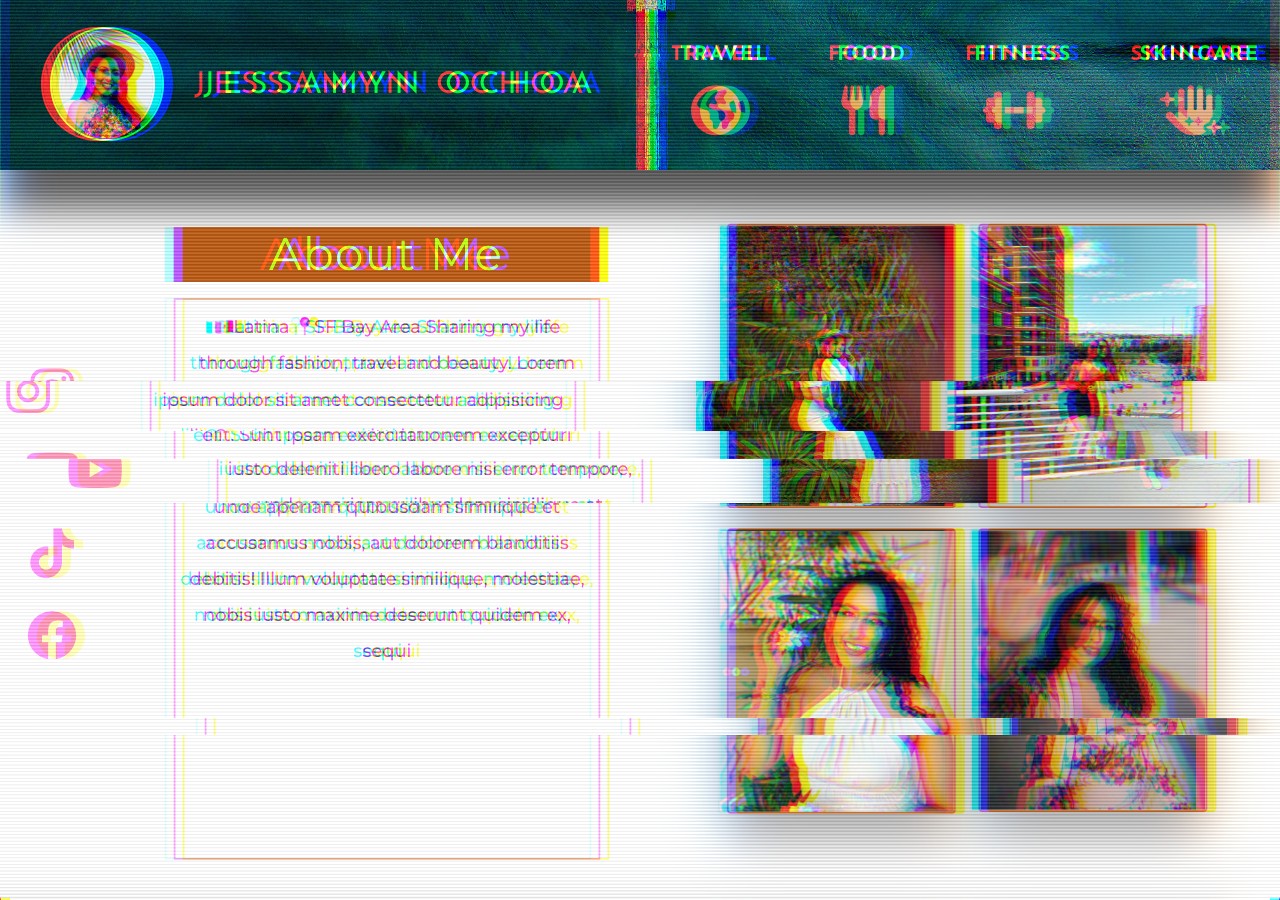 JESSAMYN OCHOA
TRAVEL FOOD FITNESS SKINCARE
About Me
Latina 📍SF Bay Area Sharing my life
through fashion, travel and beauty. Lorem
ipsum dolor sit amet consectetur adipisicing
elit. Sunt ipsam exercitationem excepturi
iusto deleniti libero labore nisi error tempore,
unde aperiam quibusdam similique et
accusamus nobis, aut dolorem blanditiis
debitis! Illum voluptate similique, molestiae,
nobis iusto maxime deserunt quidem ex,
sequi